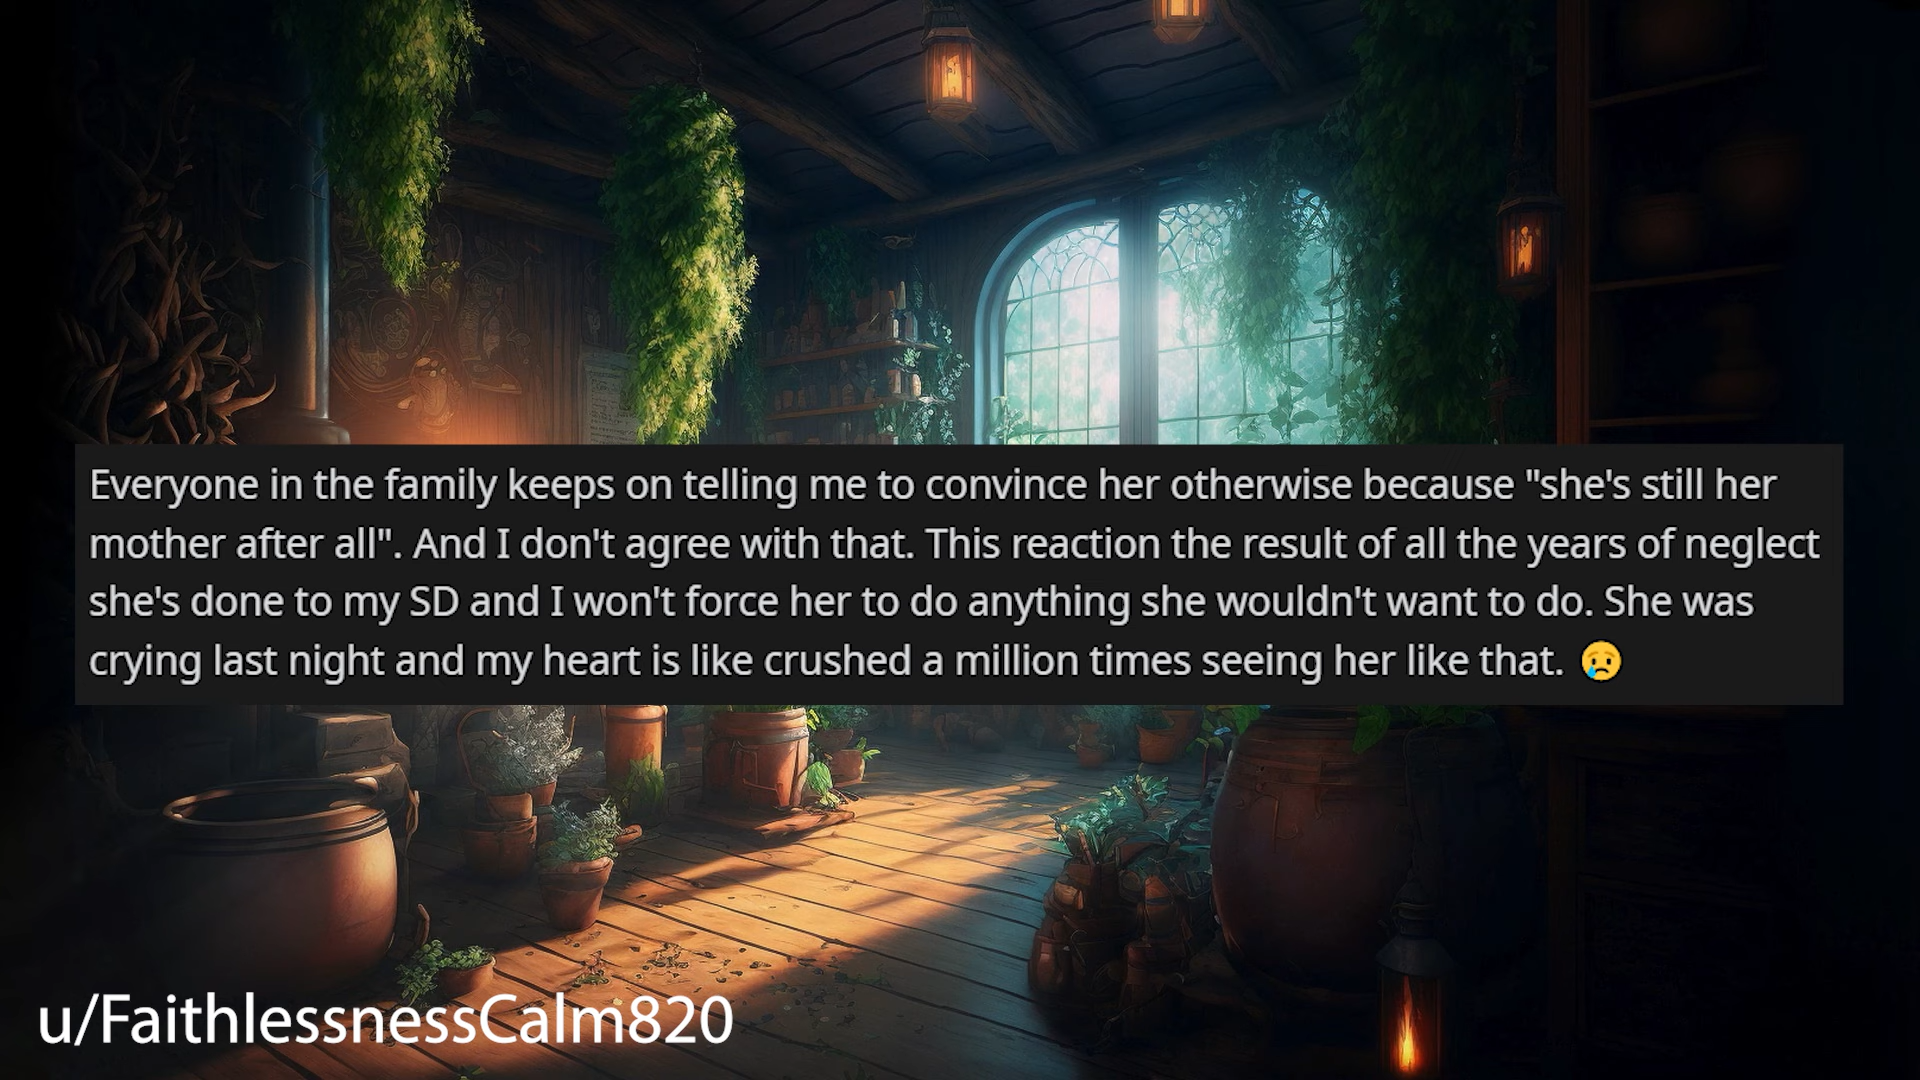 Everyone in the family keeps on telling me to convince her otherwise because "she's still her
mother after all". And I don't agree with that. This reaction the result of all the years of neglect
she's done to my SD and I won't force her to do anything she wouldn't want to do. She was
crying last night and my heart is like crushed a million times seeing her like that. 😢
u/FaithlessnessCalm820